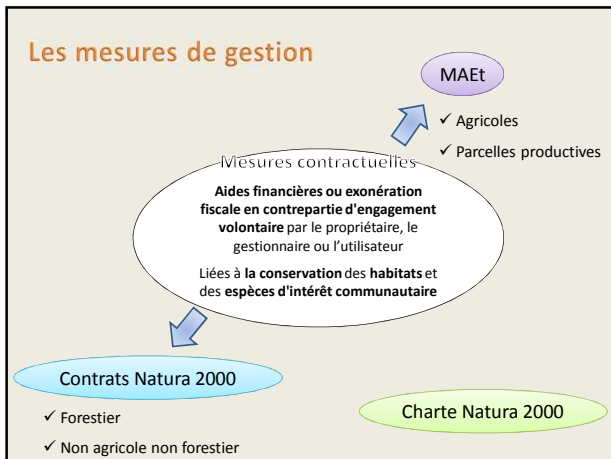 Les mesures de gestion
MAEt
✓ Agricoles
✓ Parcelles productives
Mesures contractuelles
Aides financières ou exonération
fiscale en contrepartie d'engagement
volontaire par le propriétaire, le
gestionnaire ou l'utilisateur
Liées à la conservation des habitats et
des espèces d'intérêt communautaire
Contrats Natura 2000
✓ Forestier
✓ Non agricole non forestier
Charte Natura 2000